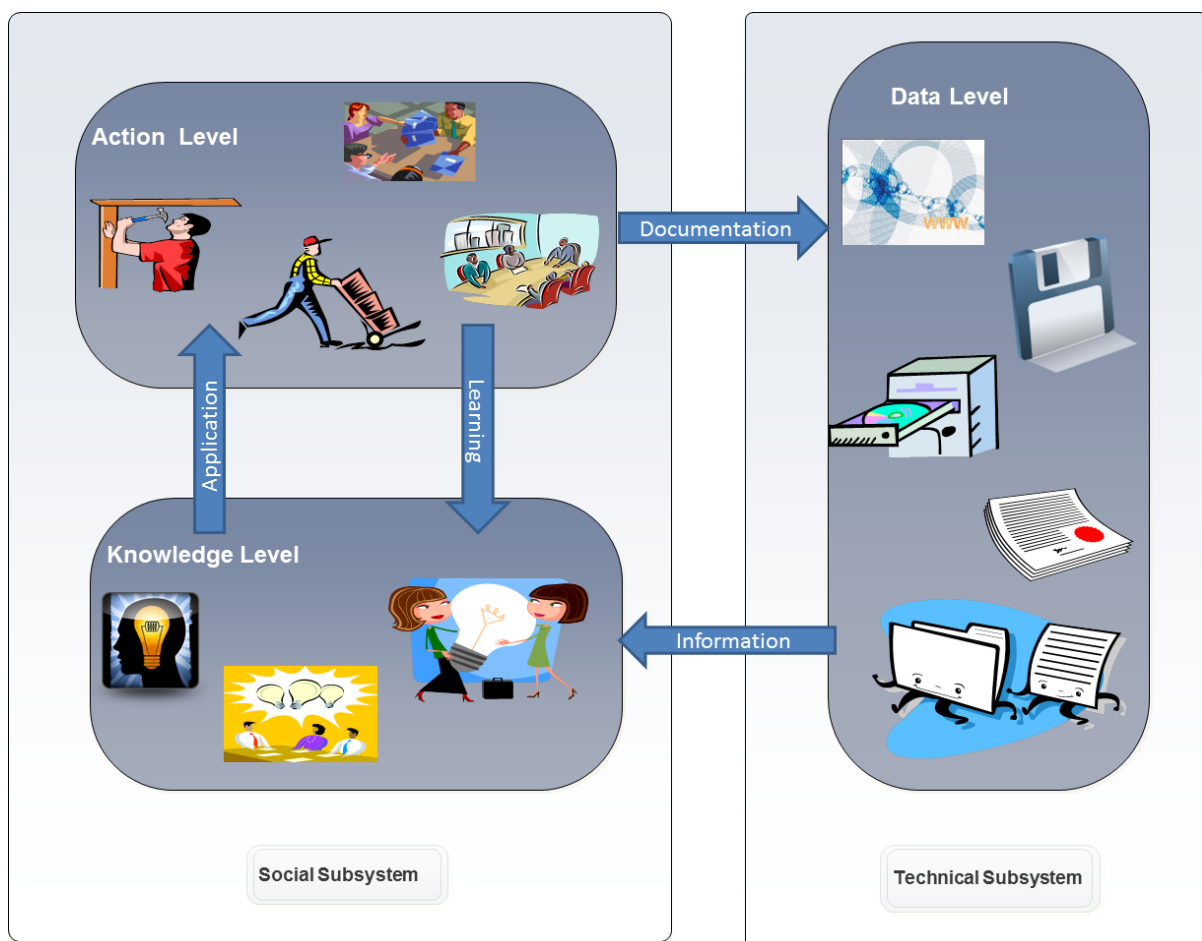 Action Level
Data Level
www
Documentation
Application
Learning
Knowledge Level
Information
Social Subsystem
Technical Subsystem